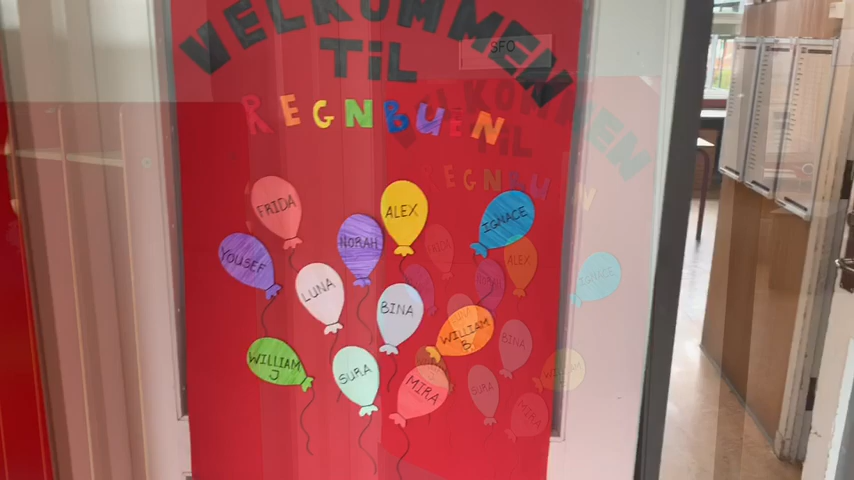 VELKOMMEN
TIL
SFO
REGNBUEN
FRIDA
ALEX
IGNACE
NORAH
YOUSEF
LUNA
BINA
WILLIAM
B.
WILLIAM
J
SURA
MIRA